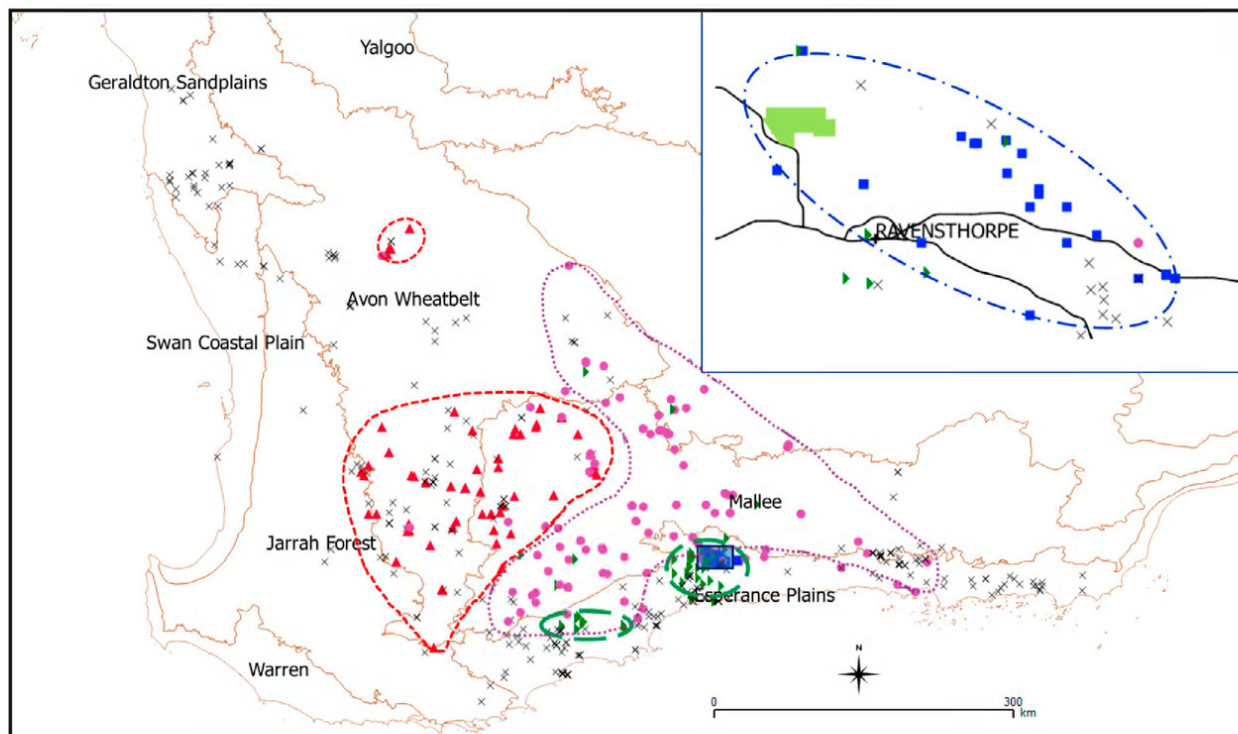 Yalgoo
Geraldton Sandplains
RAVENSTHORPE
Avon Wheatbelt
Swan Coastal Plain
Mallee
Jarrah Forest
Esperance Plains
Warren
N
0 300
km